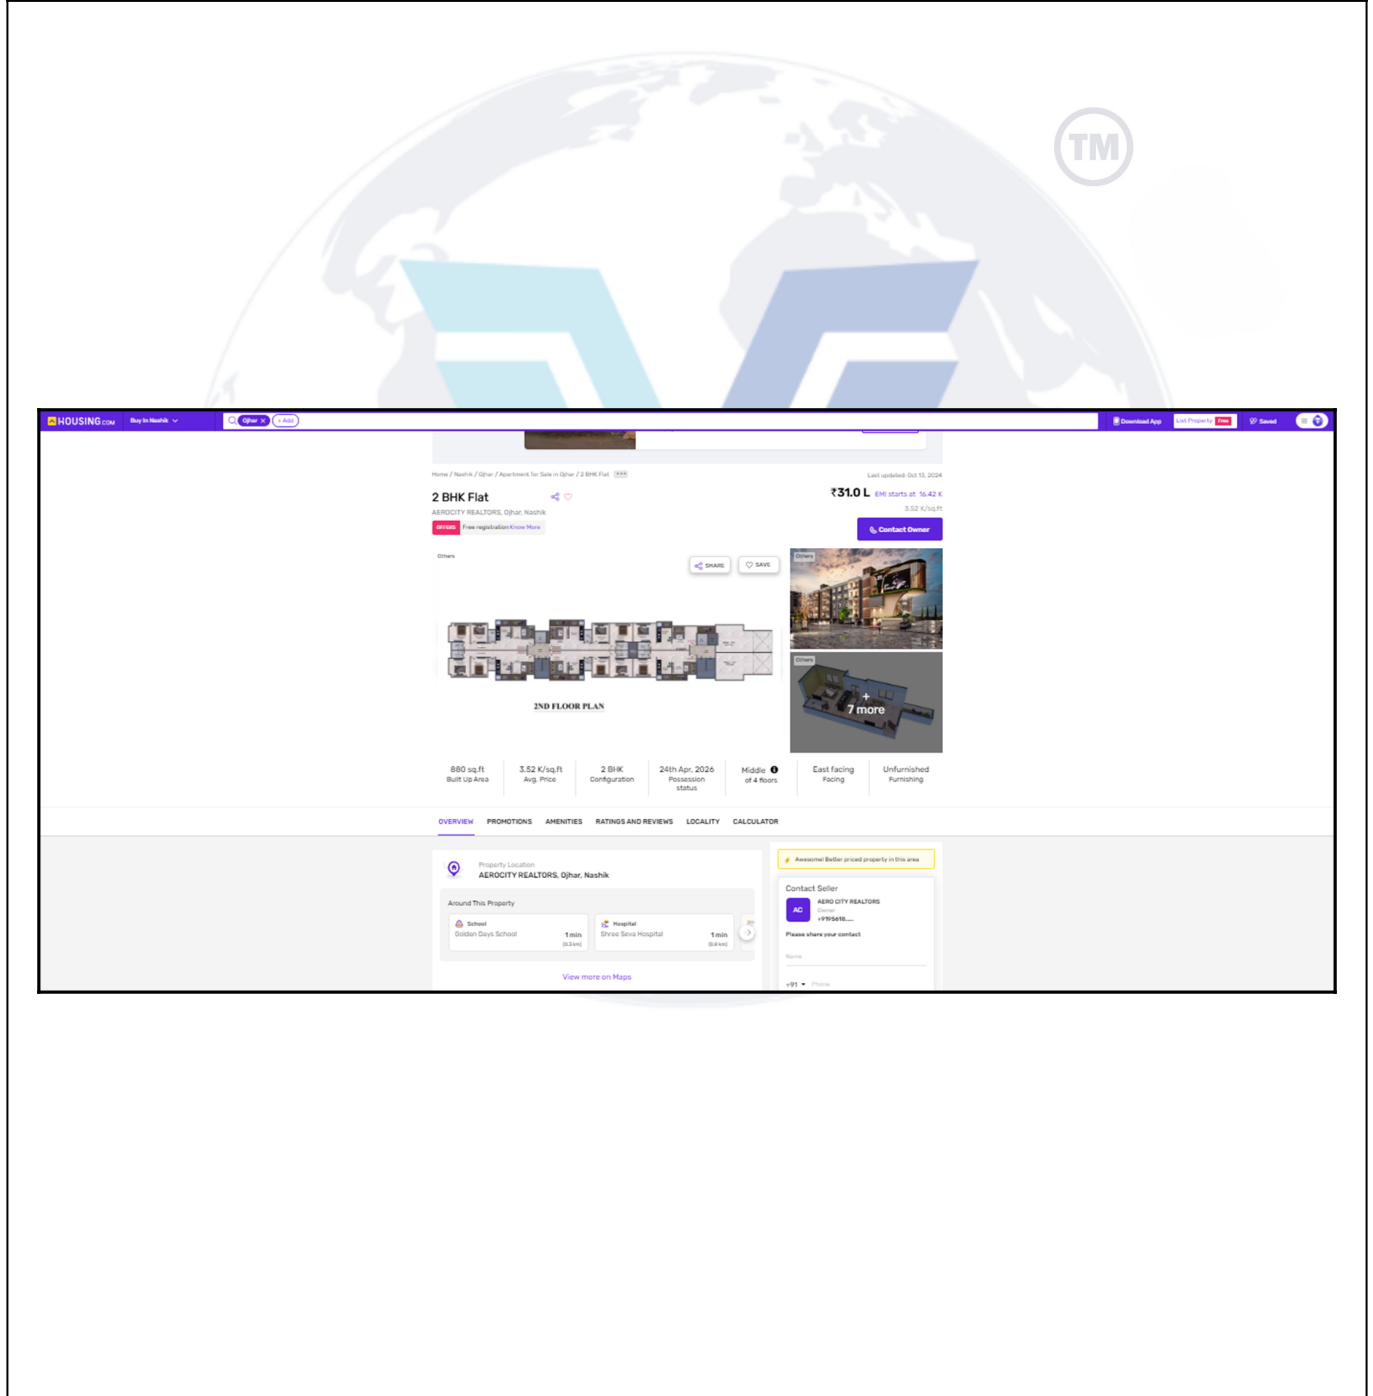 TM
HOUSING.COM Buy In Nashik Ojhar × + Add Download App List Property Free Saved
Home / Nashik / Ojhar / Apartment for Sale in Ojhar / 2 BHK Flat Last updated: Oct 13, 2024
2 BHK Flat ₹31.0 L EMI starts at 16.42 K
AEROCITY REALTORS, Ojhar, Nashik 3.52 K/sq.ft
OFFERS Free registration Know More Contact Owner
Others SHARE SAVE Others
Others
+
7 more
2ND FLOOR PLAN
880 sq.ft 3.52 K/sq.ft 2 BHK 24th Apr, 2026 Middle East facing Unfurnished
Built Up Area Avg. Price Configuration Possession of 4 floors Facing Furnishing
status
OVERVIEW PROMOTIONS AMENITIES RATINGS AND REVIEWS LOCALITY CALCULATOR
Awesome! Better priced property in this area
Property Location
AEROCITY REALTORS, Ojhar, Nashik
Contact Seller
AC AERO CITY REALTORS
Owner
+9195618.....
Around This Property
School Hospital
Golden Days School 1 min Shree Seva Hospital 1 min
(0.3 km) (0.8 km)
Please share your contact
Name
View more on Maps
+91 Phone